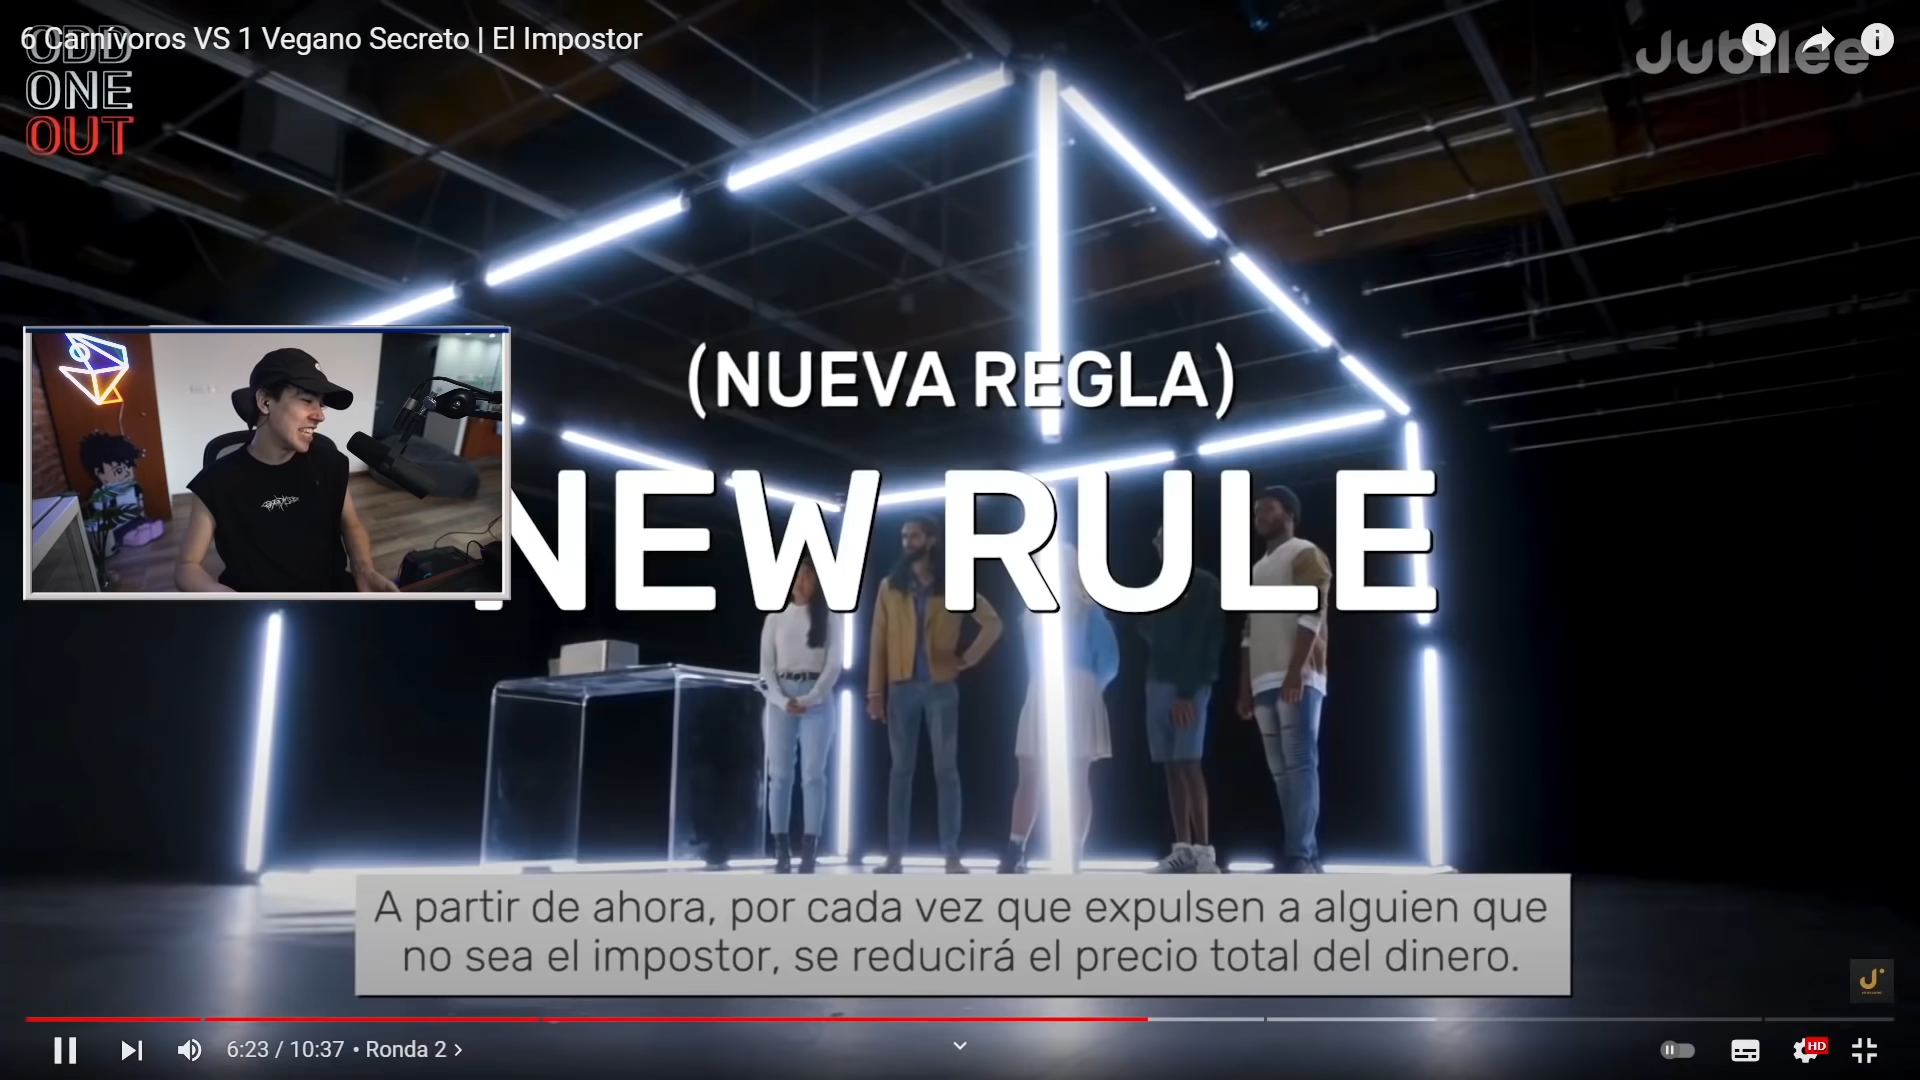 6 Carnívoros VS 1 Vegano Secreto | El Impostor
ODD
ONE
OUT
Jubilee
(NUEVA REGLA)
NEW RULE
A partir de ahora, por cada vez que expulsen a alguien que
no sea el impostor, se reducirá el precio total del dinero.
6:23 / 10:37 • Ronda 2 >
HD